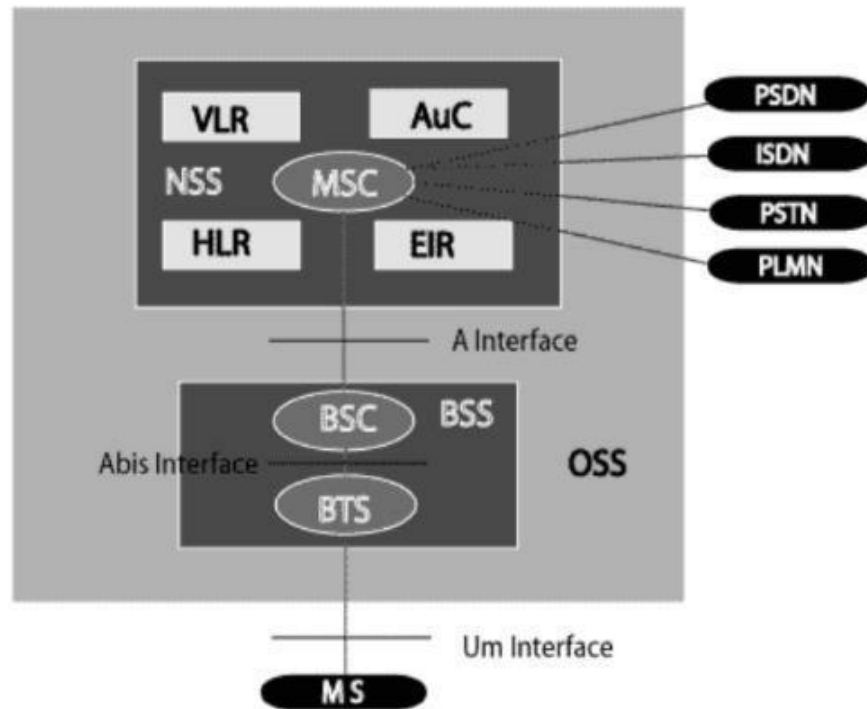 PSDN
VLR
AuC
ISDN
NSS
MSC
PSTN
HLR
EIR
PLMN
A Interface
BSC
BSS
Abis Interface
OSS
BTS
Um Interface
MS